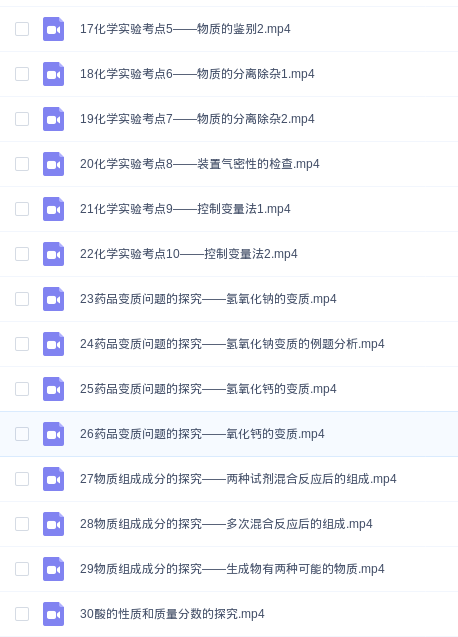 17化学实验考点5——物质的鉴别2.mp4
18化学实验考点6——物质的分离除杂1.mp4
19化学实验考点7——物质的分离除杂2.mp4
20化学实验考点8——装置气密性的检查.mp4
21化学实验考点9——控制变量法1.mp4
22化学实验考点10——控制变量法2.mp4
23药品变质问题的探究——氢氧化钠的变质.mp4
24药品变质问题的探究——氢氧化钠变质的例题分析.mp4
25药品变质问题的探究——氢氧化钙的变质.mp4
26药品变质问题的探究——氧化钙的变质.mp4
27物质组成成分的探究——两种试剂混合反应后的组成.mp4
28物质组成成分的探究——多次混合反应后的组成.mp4
29物质组成成分的探究——生成物有两种可能的物质.mp4
30酸的性质和质量分数的探究.mp4